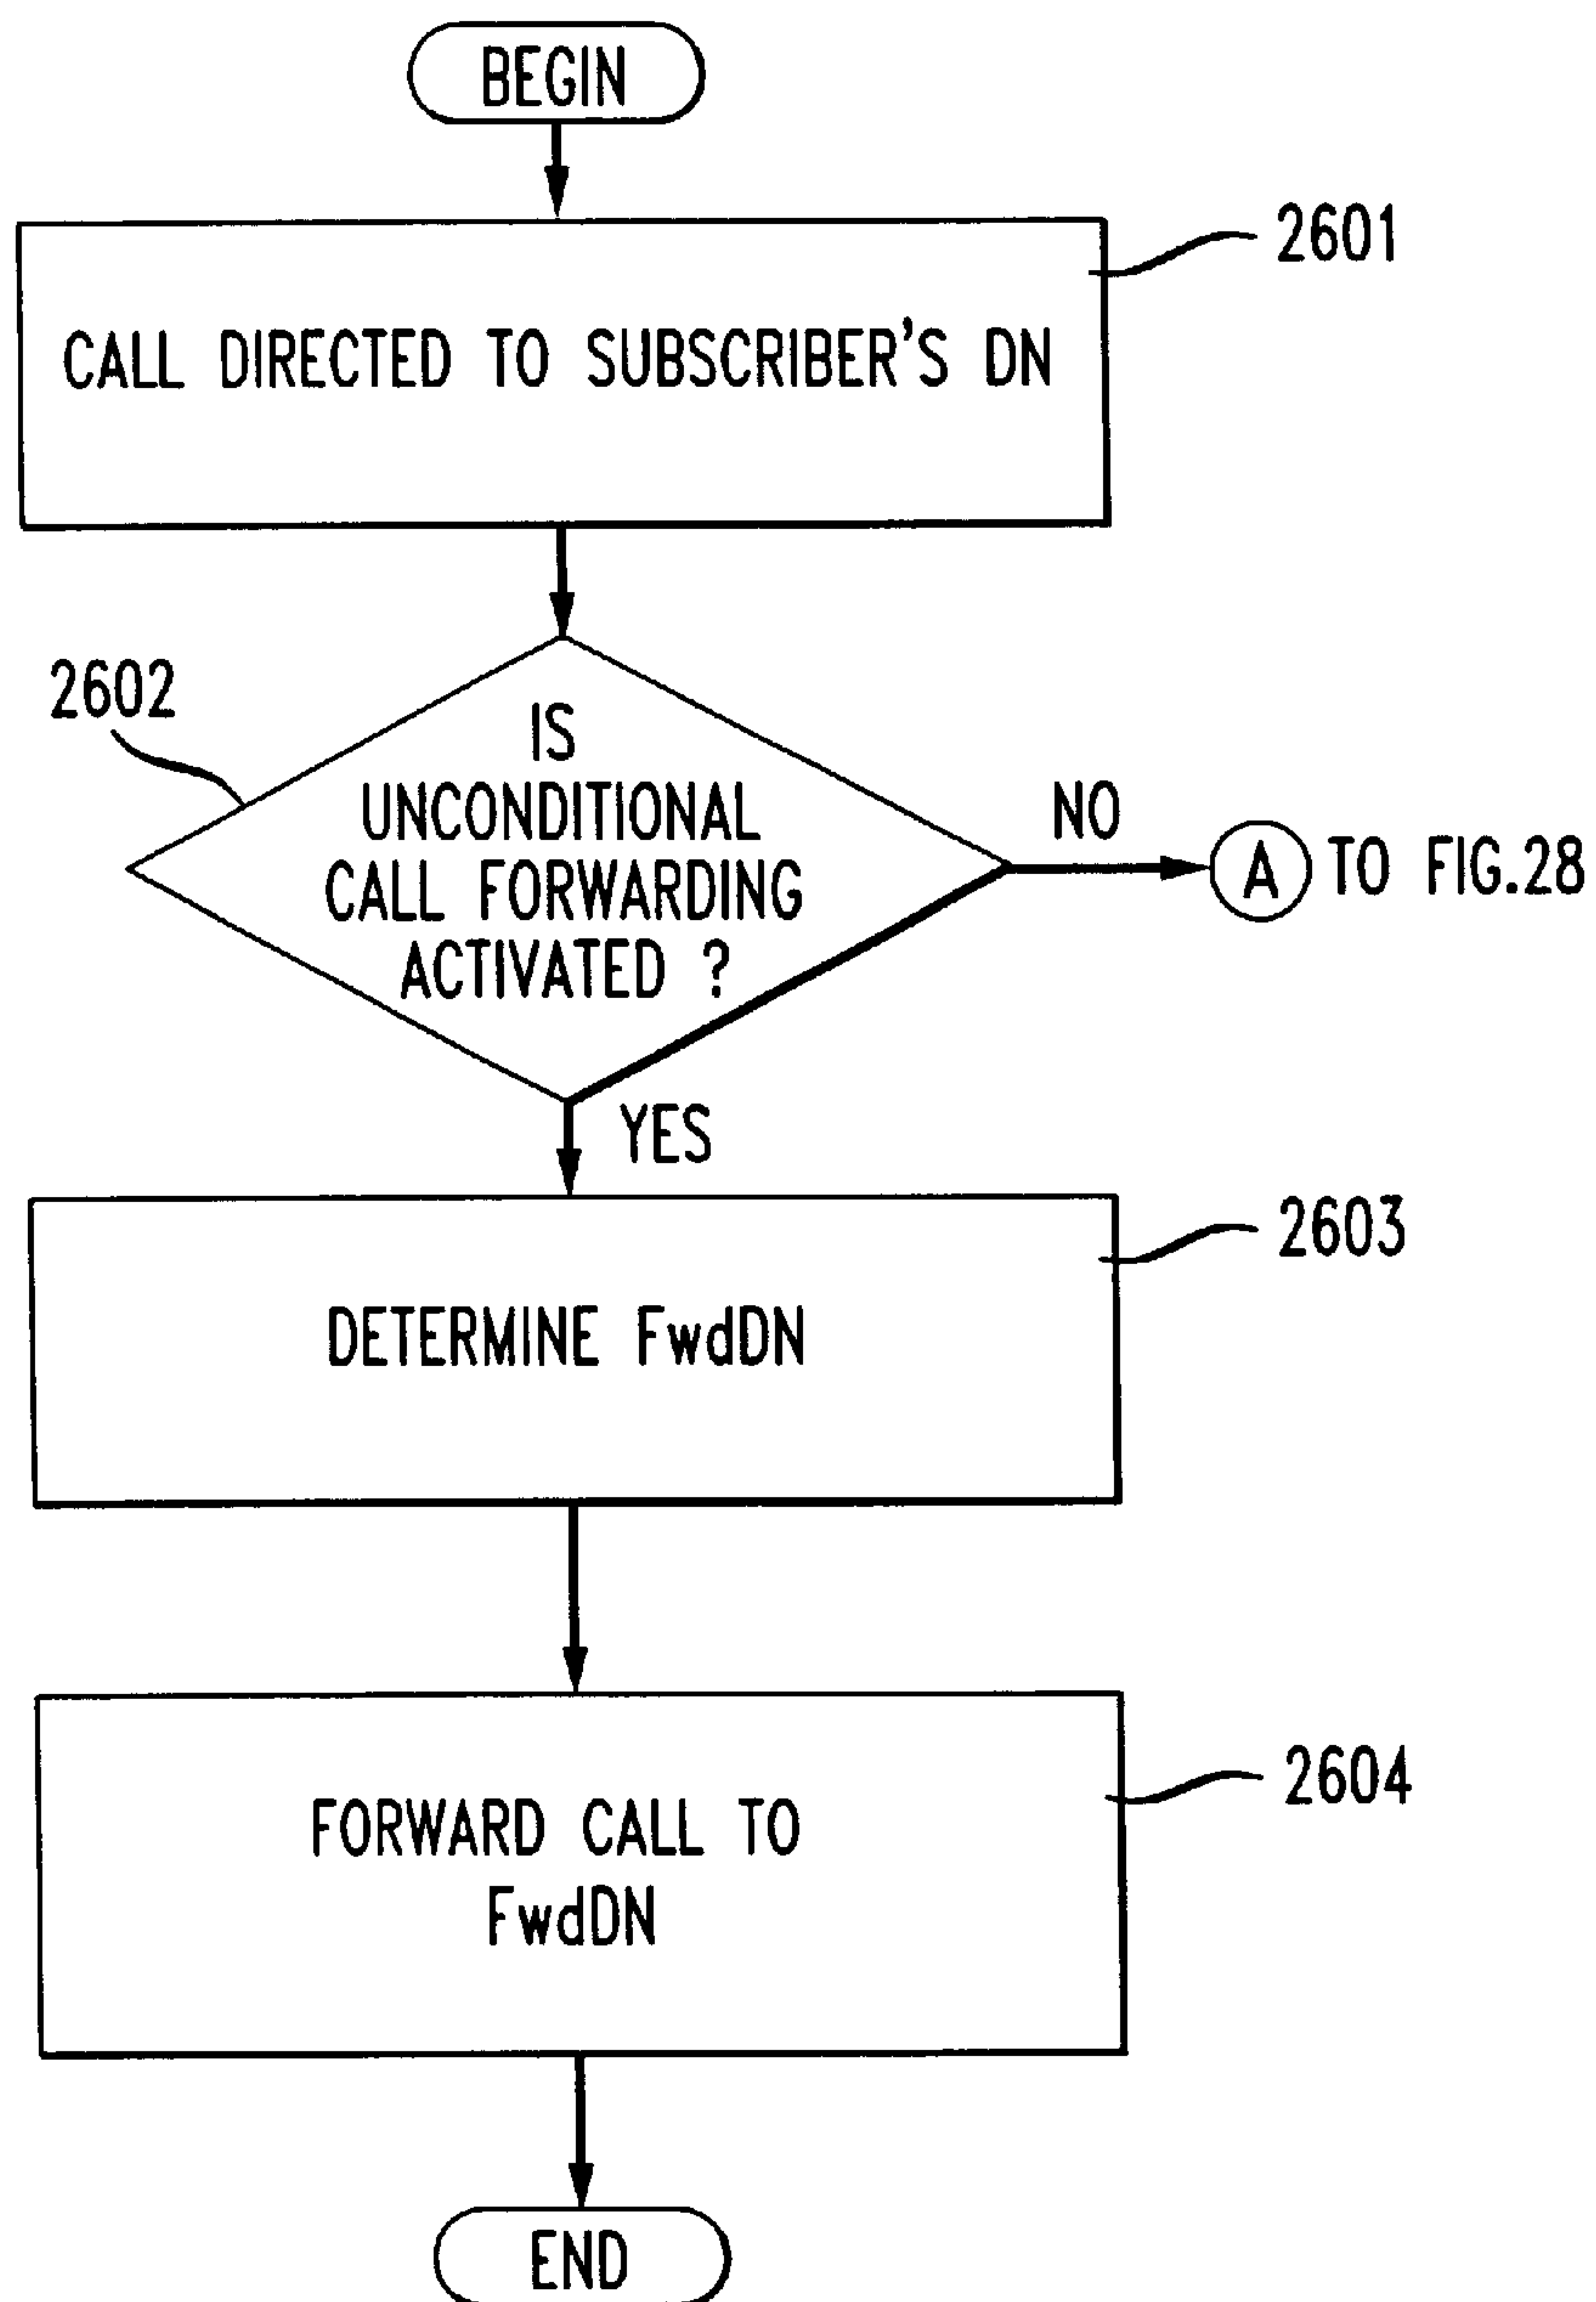 BEGIN
2601
CALL DIRECTED TO SUBSCRIBER'S DN
2602
IS
UNCONDITIONAL
CALL FORWARDING
ACTIVATED ?
NO
A TO FIG.28
YES
2603
DETERMINE FwdDN
2604
FORWARD CALL TO
FwdDN
END